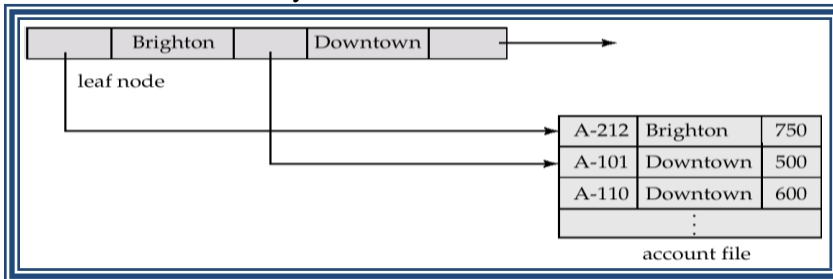 Brighton Downtown
leaf node
A-212 Brighton 750
A-101 Downtown 500
A-110 Downtown 600
account file